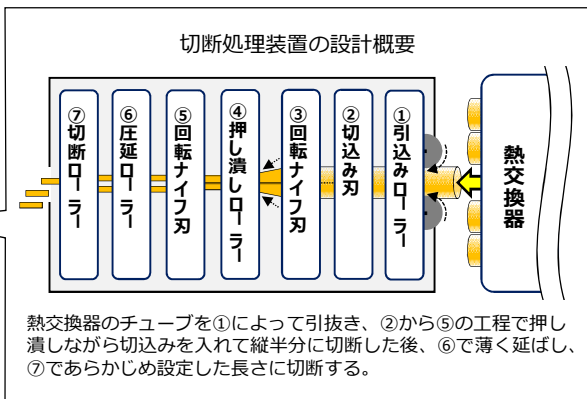 切断処理装置の設計概要
⑦切断ローラー
⑥圧延ローラー
⑤回転ナイフ刃
④押し潰しローラー
③回転ナイフ刃
②切込み刃
①引込みローラー
熱交換器
熱交換器のチューブを①によって引抜き、②から⑤の工程で押し
潰しながら切込みを入れて縦半分に切断した後、⑥で薄く延ばし、
⑦であらかじめ設定した長さに切断する。